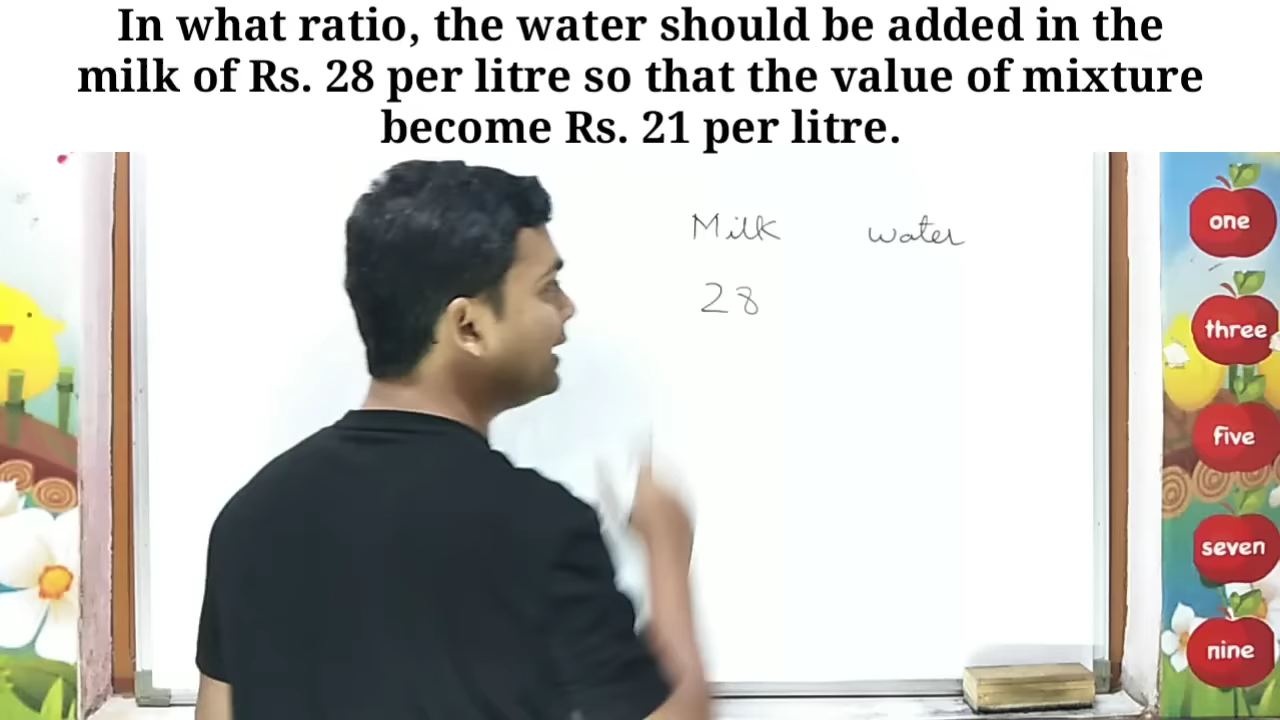 In what ratio, the water should be added in the
milk of Rs. 28 per litre so that the value of mixture
become Rs. 21 per litre.
Milk water
28
one
three
five
seven
nine